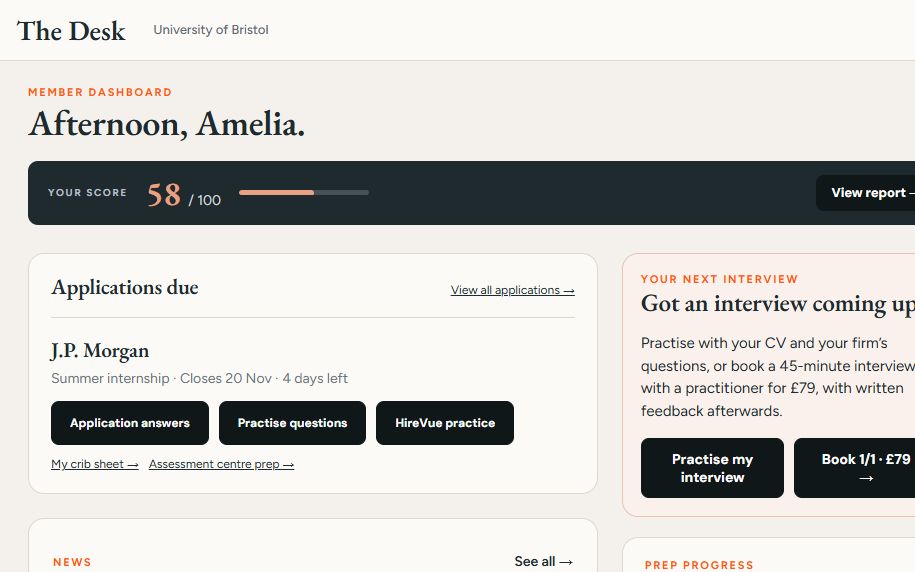 The Desk
University of Bristol
MEMBER DASHBOARD
Afternoon, Amelia.
YOUR SCORE
58 / 100
View report →
Applications due
View all applications →
J.P. Morgan
Summer internship · Closes 20 Nov · 4 days left
Application answers
Practise questions
HireVue practice
My crib sheet →
Assessment centre prep →
NEWS
See all →
YOUR NEXT INTERVIEW
Got an interview coming up
Practise with your CV and your firm's
questions, or book a 45-minute interview
with a practitioner for £79, with written
feedback afterwards.
Practise my
interview
Book 1/1 · £79
→
PREP PROGRESS